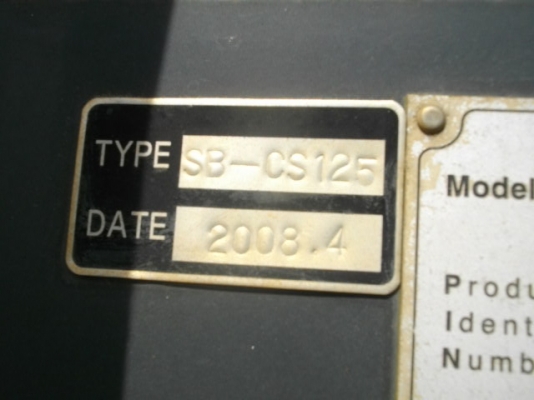 TYPE SB-CS125
DATE 2008.4
Model
Produ
Ident
Numb